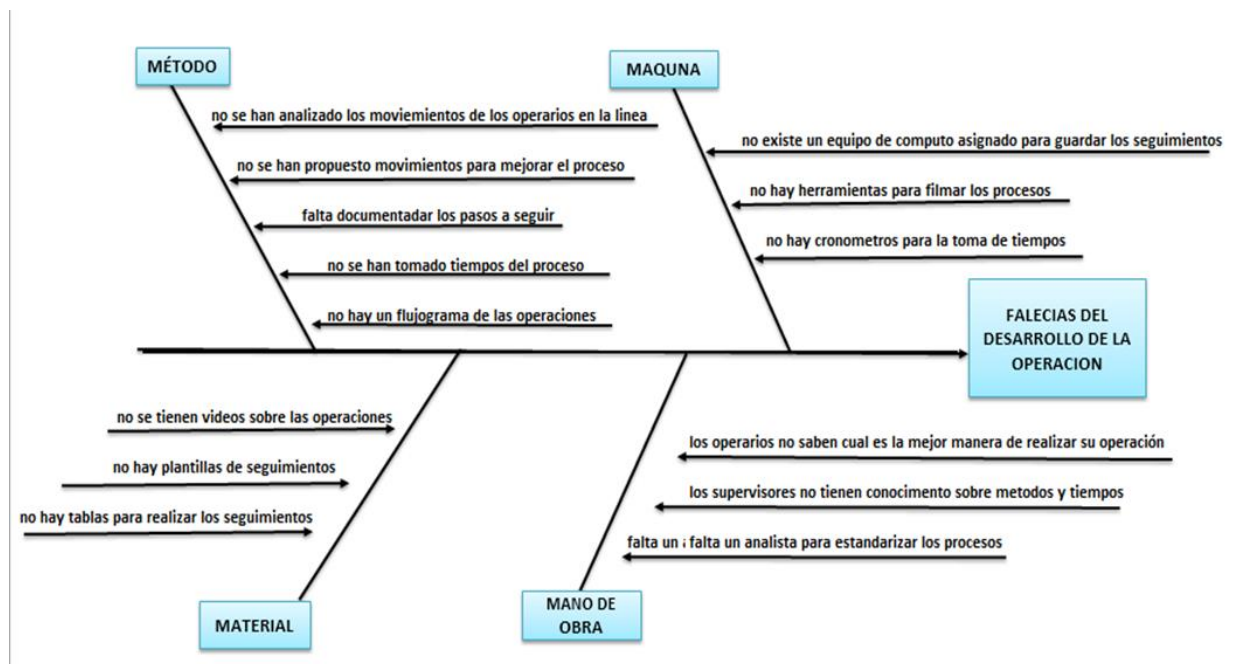 MÉTODO
MAQUNA
no se han analizado los moviemientos de los operarios en la linea
no se han propuesto movimientos para mejorar el proceso
falta documentadar los pasos a seguir
no se han tomado tiempos del proceso
no hay un flujograma de las operaciones
no existe un equipo de computo asignado para guardar los seguimientos
no hay herramientas para filmar los procesos
no hay cronometros para la toma de tiempos
FALECIAS DEL
DESARROLLO DE LA
OPERACION
no se tienen videos sobre las operaciones
no hay plantillas de seguimientos
no hay tablas para realizar los seguimientos
los operarios no saben cual es la mejor manera de realizar su operación
los supervisores no tienen conocimento sobre metodos y tiempos
falta un falta un analista para estandarizar los procesos
MATERIAL
MANO DE
OBRA